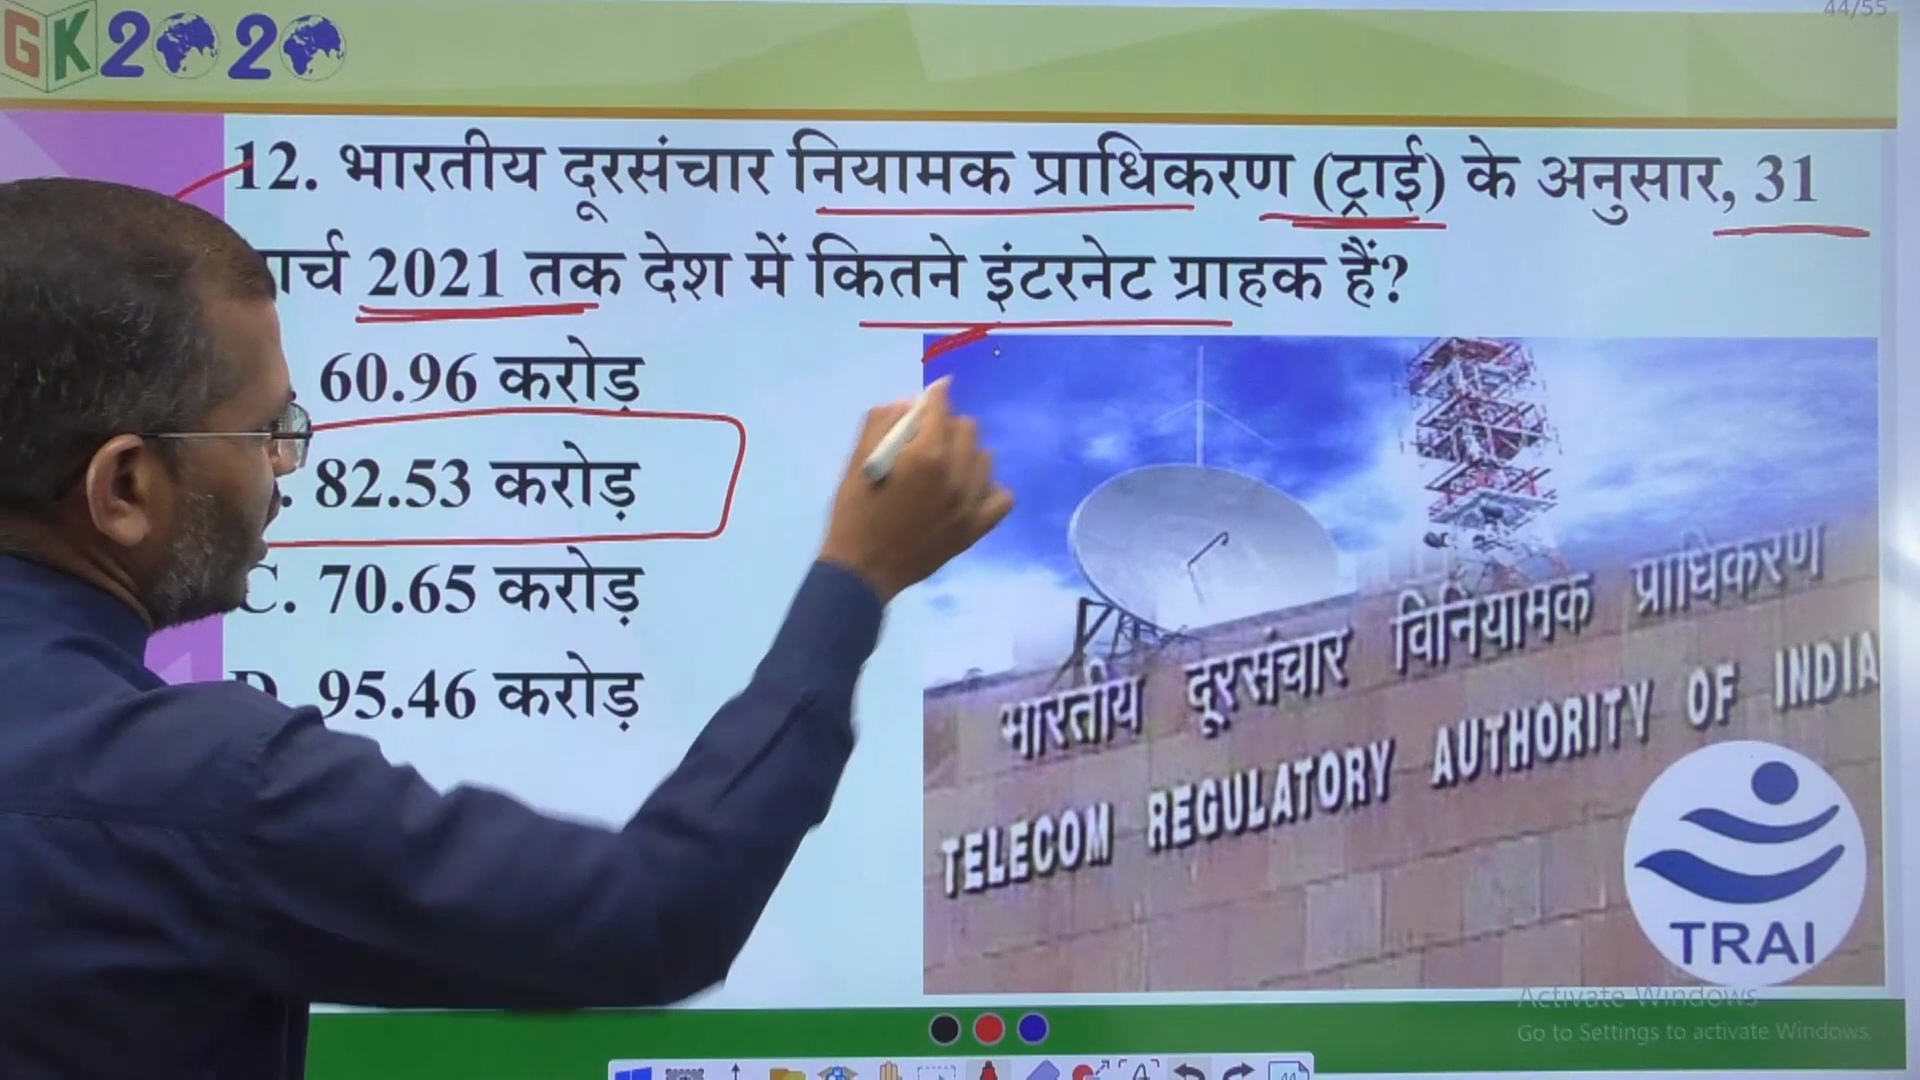 44/55
GK2020
12. भारतीय दूरसंचार नियामक प्राधिकरण (ट्राई) के अनुसार, 31
2021 तक देश में कितने इंटरनेट ग्राहक हैं?
60.96 करोड़
82.53 करोड़
C. 70.65 करोड़
95.46 करोड़
भारतीय दूरसंचार विनियामक प्राधिकरण
TELECOM REGULATORY AUTHORITY OF INDIA
TRAI
Activate Windows
Go to Settings to activate Windows.